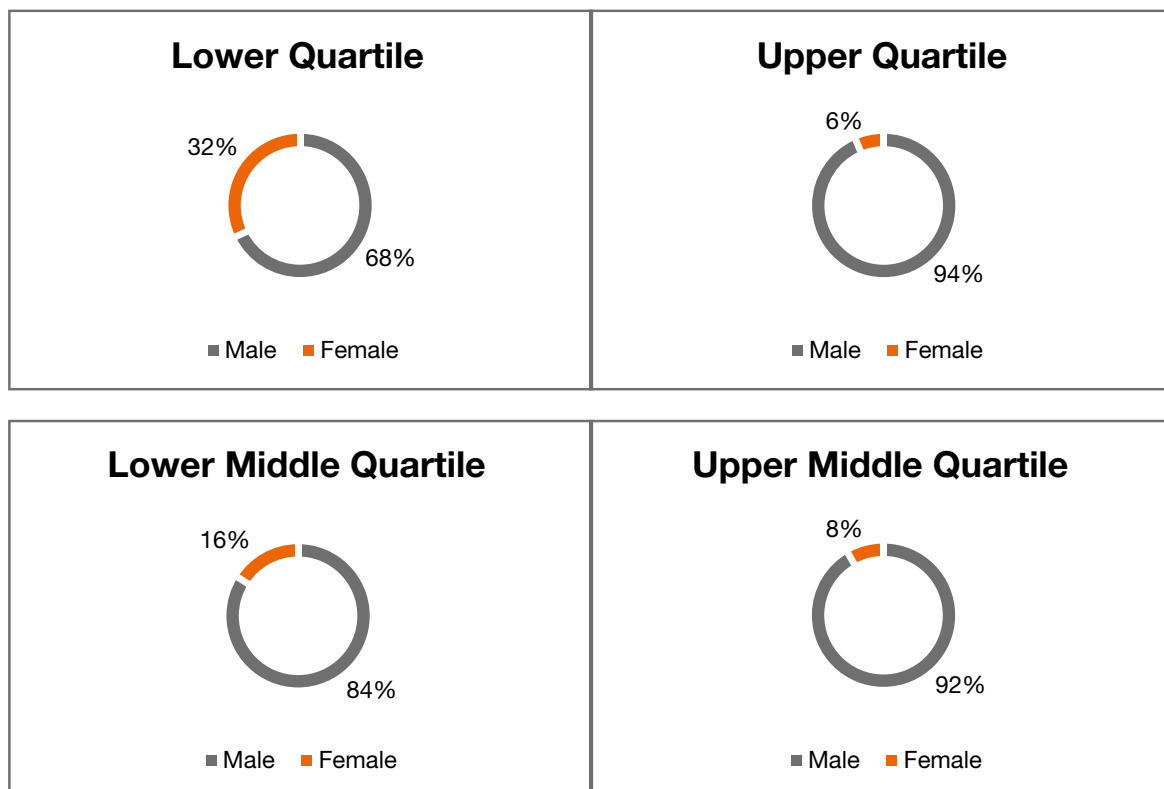 Lower Quartile
32%
68%
Male Female
Upper Quartile
6%
94%
Male Female
Lower Middle Quartile
16%
84%
Male Female
Upper Middle Quartile
8%
92%
Male Female